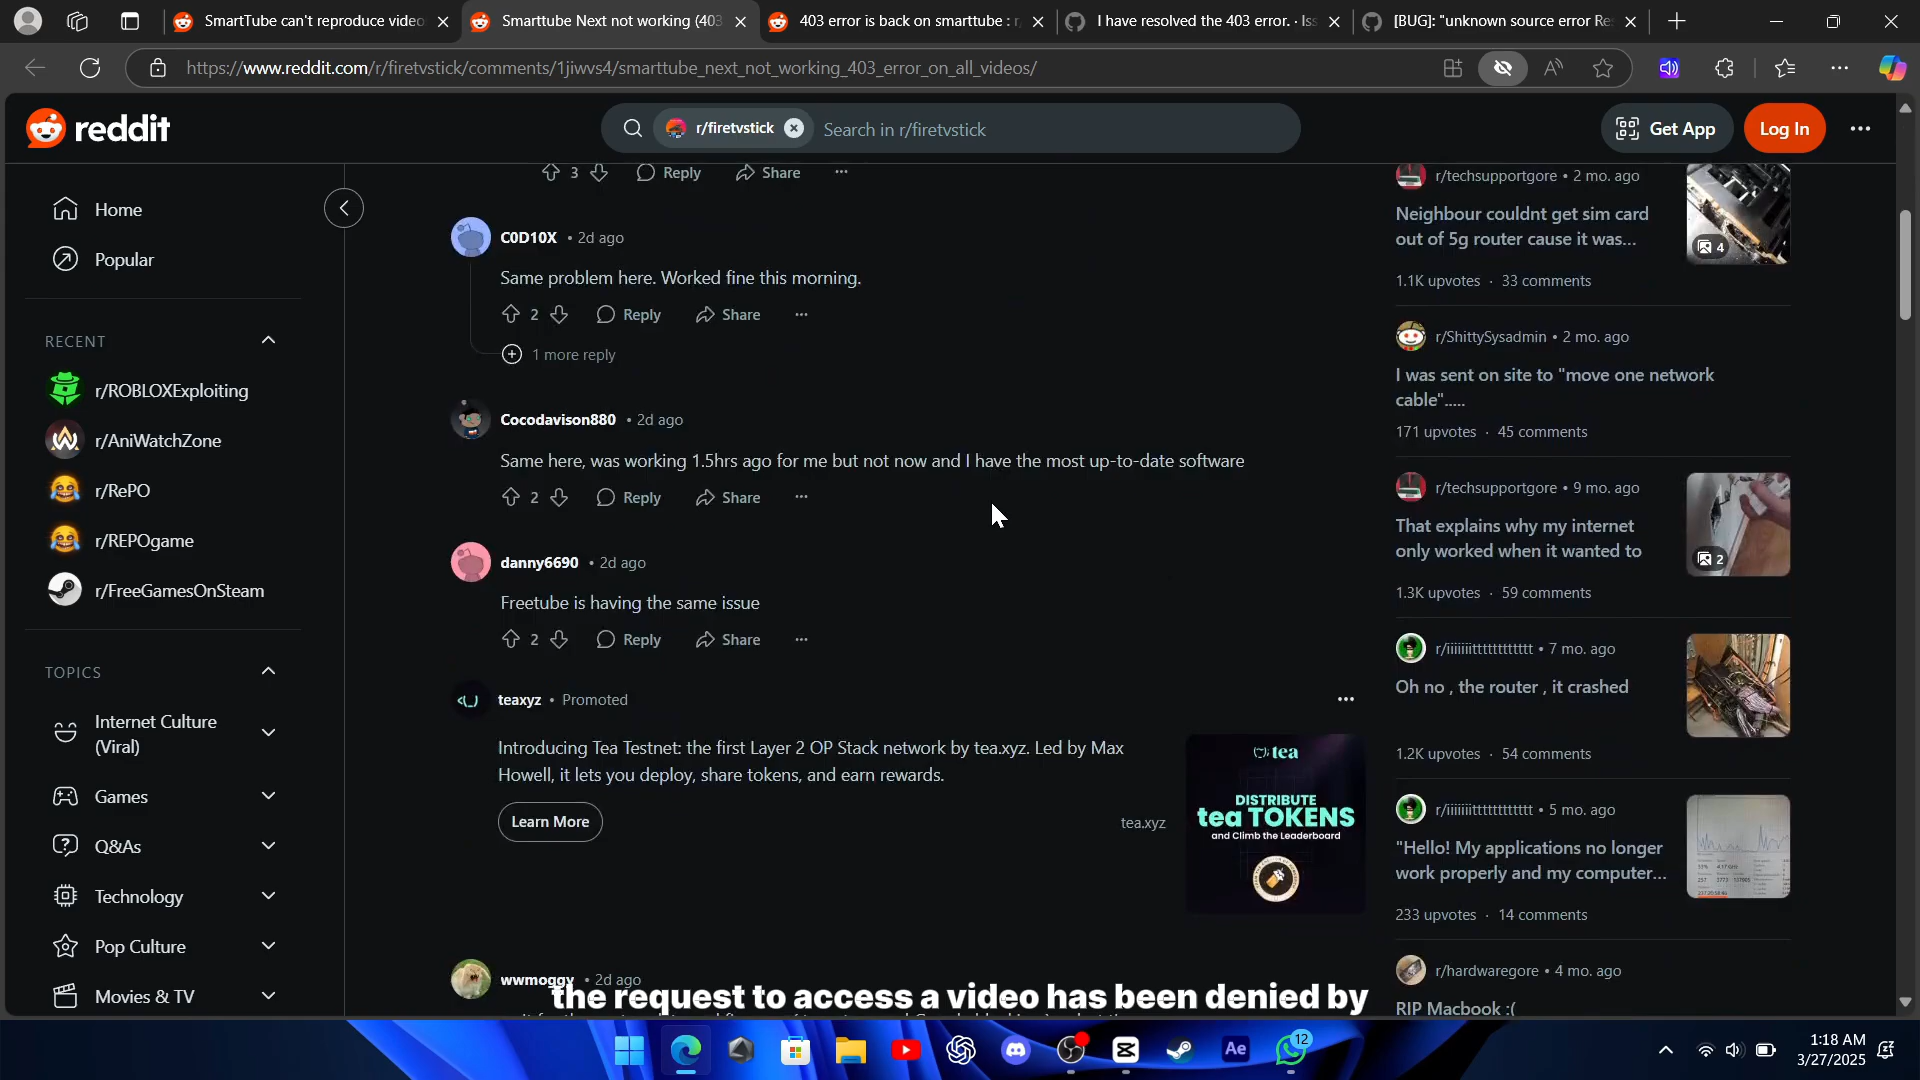 SmartTube can't reproduce video
Smarttube Next not working (403
403 error is back on smarttube : r
I have resolved the 403 error. · Iss
[BUG]: "unknown source error Re
https://www.reddit.com/r/firetvstick/comments/1jiwvs4/smarttube_next_not_working_403_error_on_all_videos/
reddit
r/firetvstick
Search in r/firetvstick
Get App
Log In
Home
Popular
RECENT
r/ROBLOXExploiting
r/AniWatchZone
r/RePO
r/REPOgame
r/FreeGamesOnSteam
TOPICS
Internet Culture
(Viral)
Games
Q&As
Technology
Pop Culture
Movies & TV
3 Reply Share
C0D10X • 2d ago
Same problem here. Worked fine this morning.
2 Reply Share
1 more reply
Cocodavison880 • 2d ago
Same here, was working 1.5hrs ago for me but not now and I have the most up-to-date software
2 Reply Share
danny6690 • 2d ago
Freetube is having the same issue
2 Reply Share
teaxyz • Promoted
Introducing Tea Testnet: the first Layer 2 OP Stack network by tea.xyz. Led by Max
Howell, it lets you deploy, share tokens, and earn rewards.
Learn More
tea.xyz
tea
DISTRIBUTE
tea TOKENS
and Climb the Leaderboard
wwmoggy • 2d ago
the request to access a video has been denied by
r/techsupportgore • 2 mo. ago
Neighbour couldnt get sim card
out of 5g router cause it was...
4
1.1K upvotes · 33 comments
r/ShittySysadmin • 2 mo. ago
I was sent on site to "move one network
cable".....
171 upvotes · 45 comments
r/techsupportgore • 9 mo. ago
That explains why my internet
only worked when it wanted to
2
1.3K upvotes · 59 comments
7 mo. ago
Oh no , the router , it crashed
1.2K upvotes · 54 comments
5 mo. ago
"Hello! My applications no longer
work properly and my computer...
233 upvotes · 14 comments
r/hardwaregore • 4 mo. ago
RIP Macbook :(
Ae
12
1:18 AM
3/27/2025